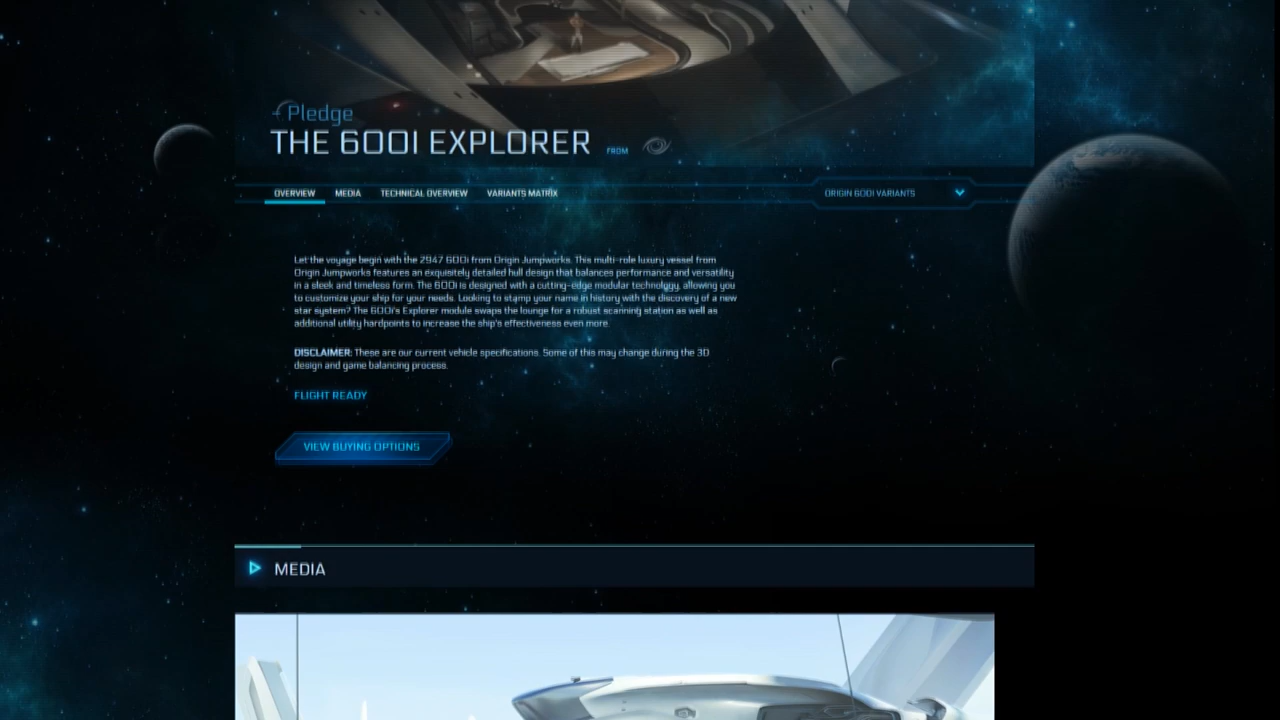 Pledge
THE 600I EXPLORER FROM
OVERVIEW MEDIA TECHNICAL OVERVIEW VARIANTS MATRIX ORIGIN 600I VARIANTS
Let the voyage begin with the 2947 600i from Origin Jumpworks. This multi-role luxury vessel from
Origin Jumpworks features an exquisitely detailed hull design that balances performance and versatility
in a sleek and timeless form. The 600i is designed with a cutting-edge modular technology, allowing you
to customize your ship for your needs. Looking to stamp your name in history with the discovery of a new
star system? The 600i's Explorer module swaps the lounge for a robust scanning station as well as
additional utility hardpoints to increase the ship's effectiveness even more.
DISCLAIMER: These are our current vehicle specifications. Some of this may change during the 3D
design and game balancing process.
FLIGHT READY
VIEW BUYING OPTIONS
MEDIA